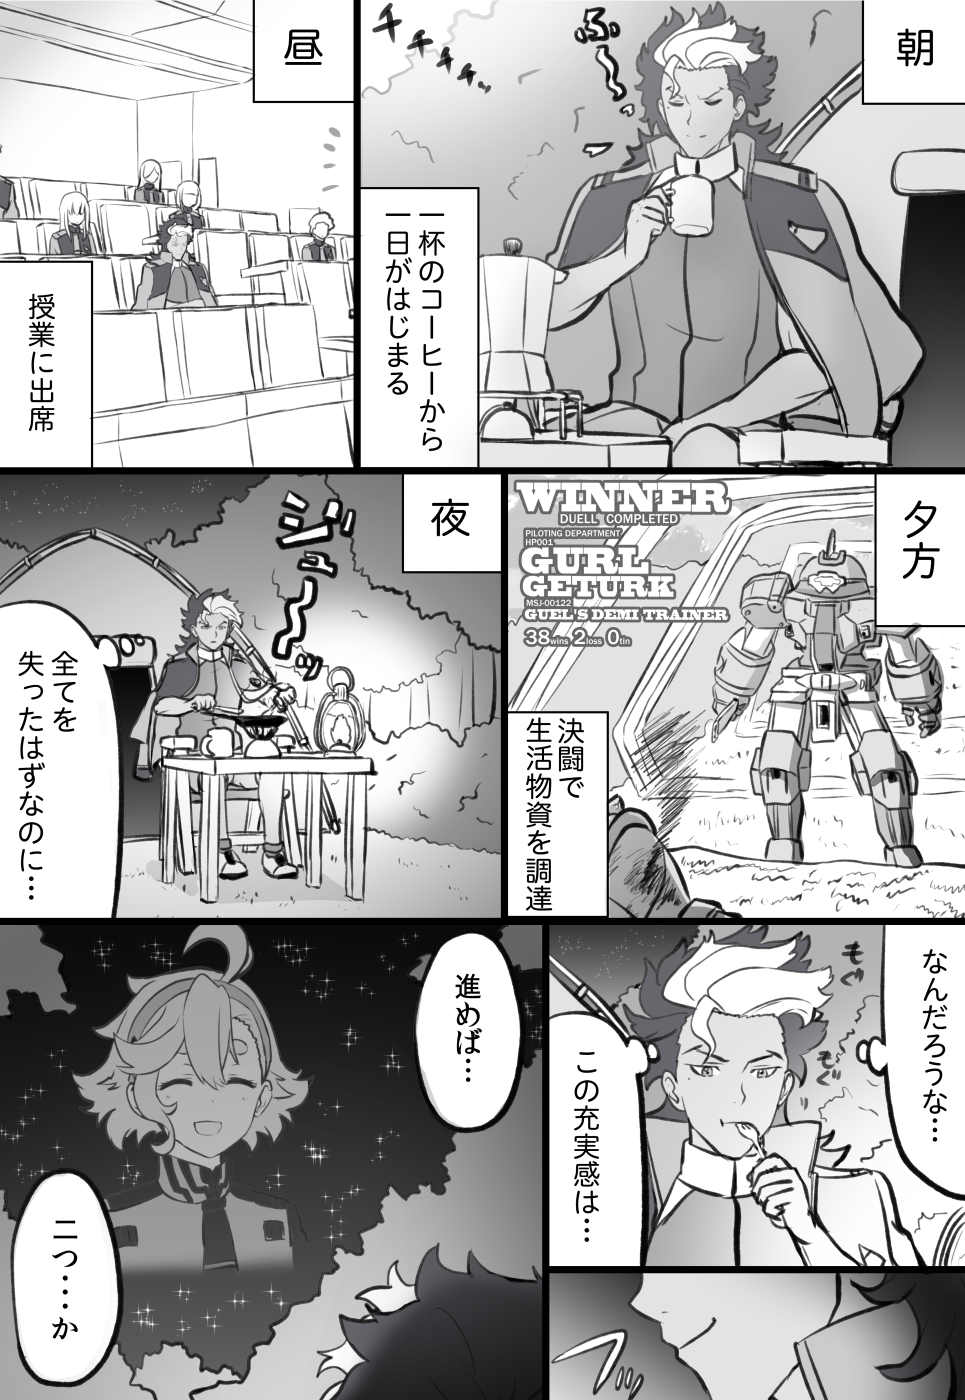 朝
ふ〜っ
チチチチ…
一杯のコーヒーから
一日がはじまる
昼
授業に出席
夕方
WINNER
DUELL COMPLETED
PILOTING DEPARTMENT
HP001
GURL
GETURK
MSJ-00122
GUEL'S DEMI TRAINER
38wins 2loss 0tin
決闘で
生活物資を調達
夜
ジュ〜ッ
全てを
失ったはずなのに…
なんだろうな…
もぐ
もぐ
この充実感は…
フッ
進めば…
二つ…か